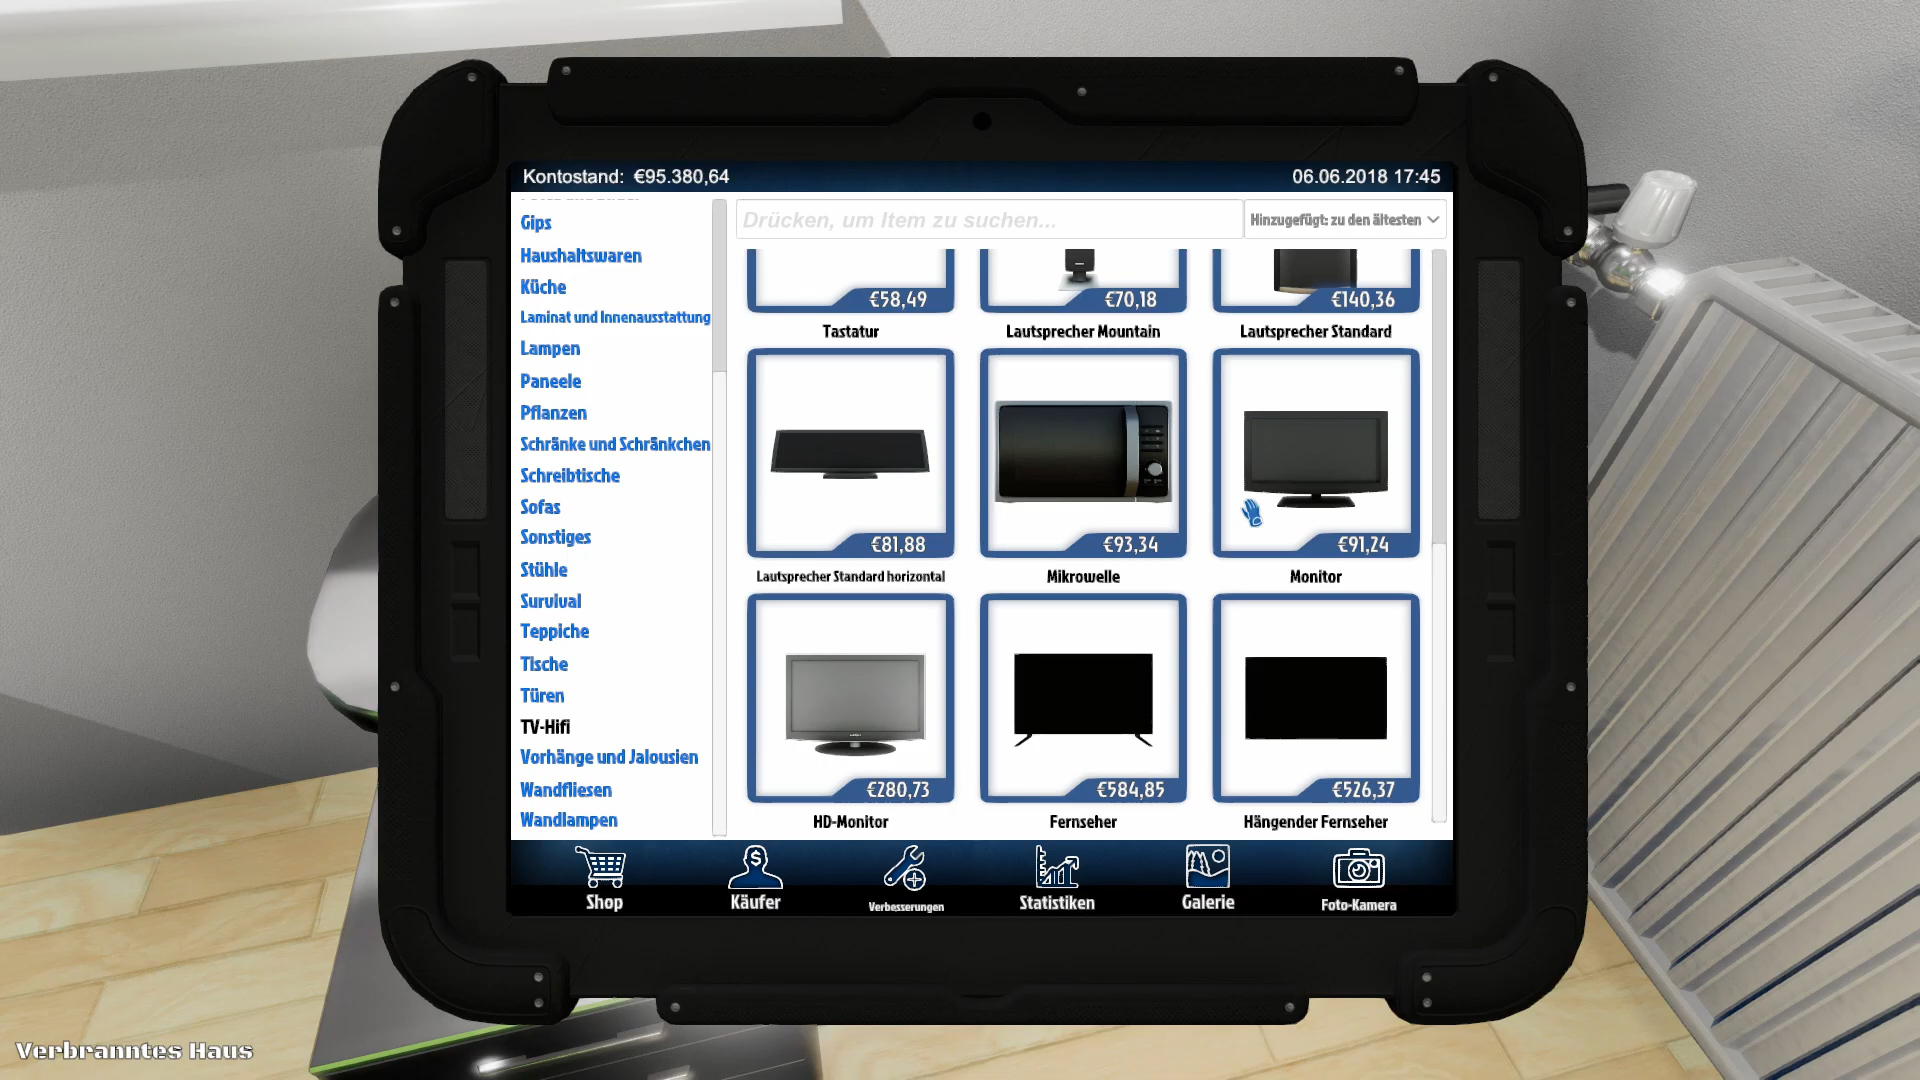 Kontostand: €95.380,64
06.06.2018 17:45
Gips
Haushaltswaren
Küche
Laminat und Innenausstattung
Lampen
Paneele
Pflanzen
Schränke und Schränkchen
Schreibtische
Sofas
Sonstiges
Stühle
Survival
Teppiche
Tische
Türen
TV-Hifi
Vorhänge und Jalousien
Wandfliesen
Wandlampen
Drücken, um Item zu suchen...
Hinzugefügt: zu den ältesten
€58,49
€70,18
€140,36
Tastatur
Lautsprecher Mountain
Lautsprecher Standard
€81,88
€93,34
€91,24
Lautsprecher Standard horizontal
Mikrowelle
Monitor
€280,73
€584,85
€526,37
HD-Monitor
Fernseher
Hängender Fernseher
Shop
Käufer
Verbesserungen
Statistiken
Galerie
Foto-Kamera
Verbranntes Haus